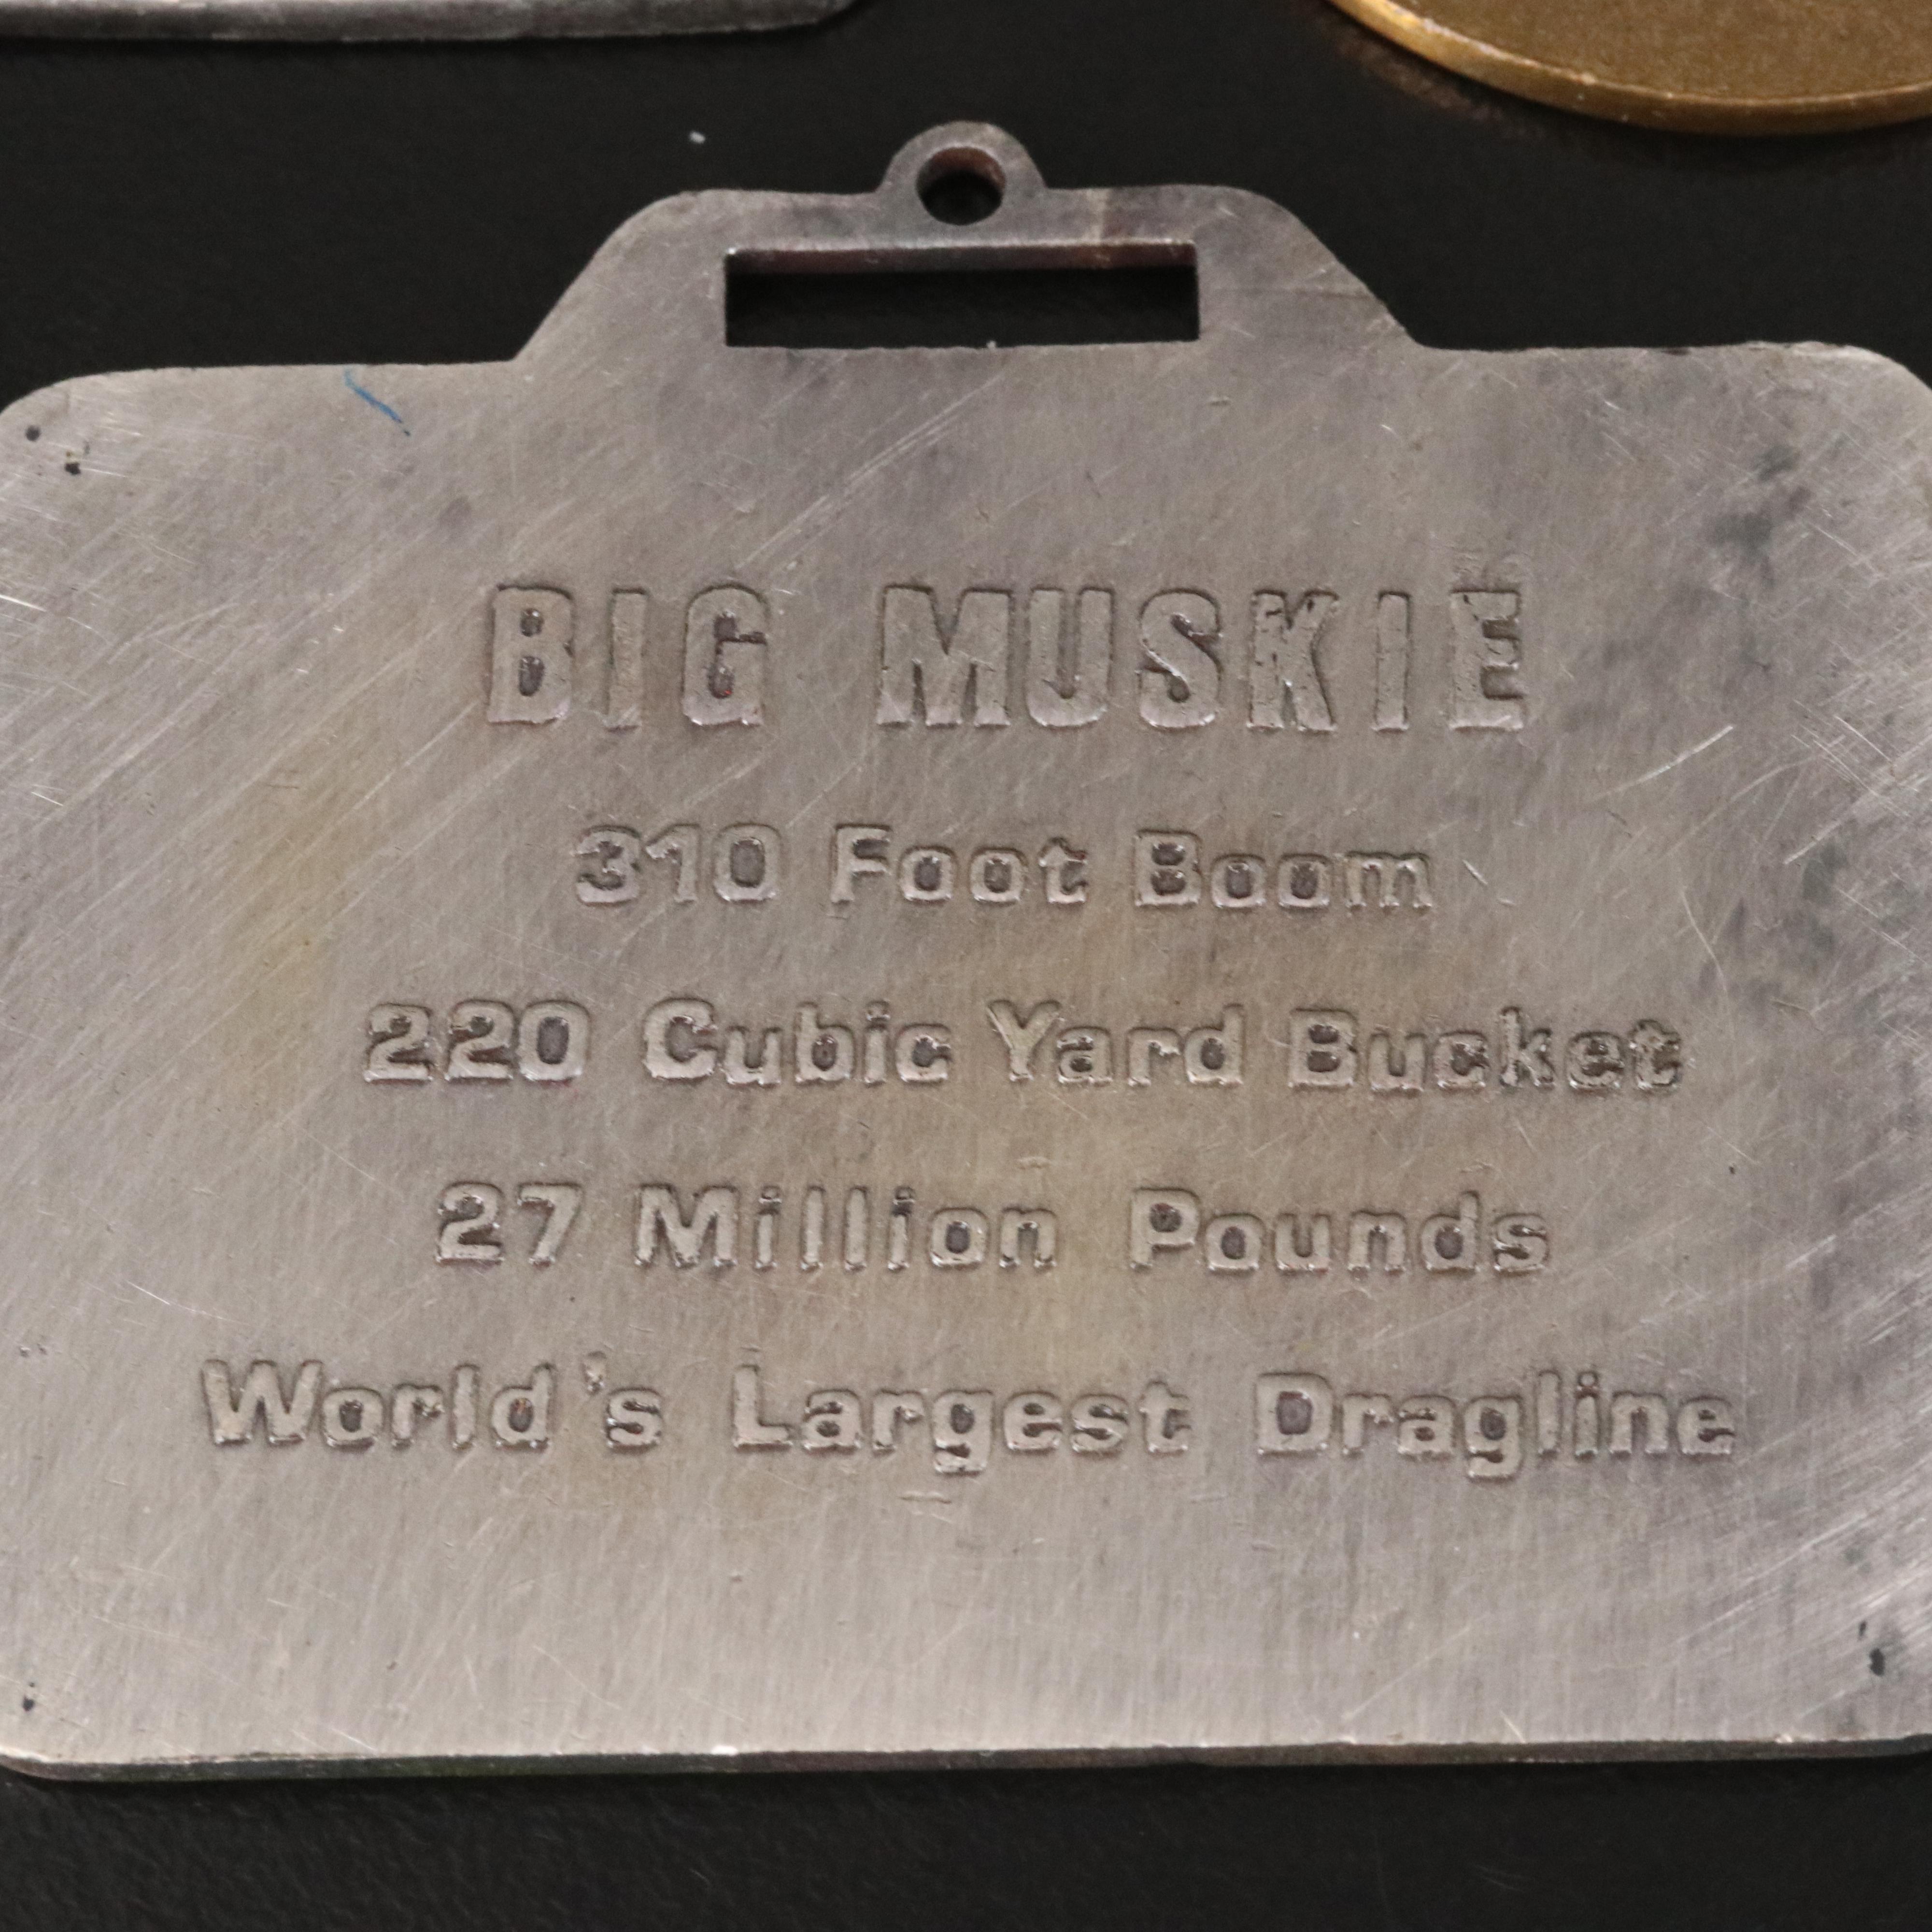 BIG MUSKIE
310 Foot Boom
220 Cubic Yard Bucket
27 Million Pounds
World's Largest Dragline